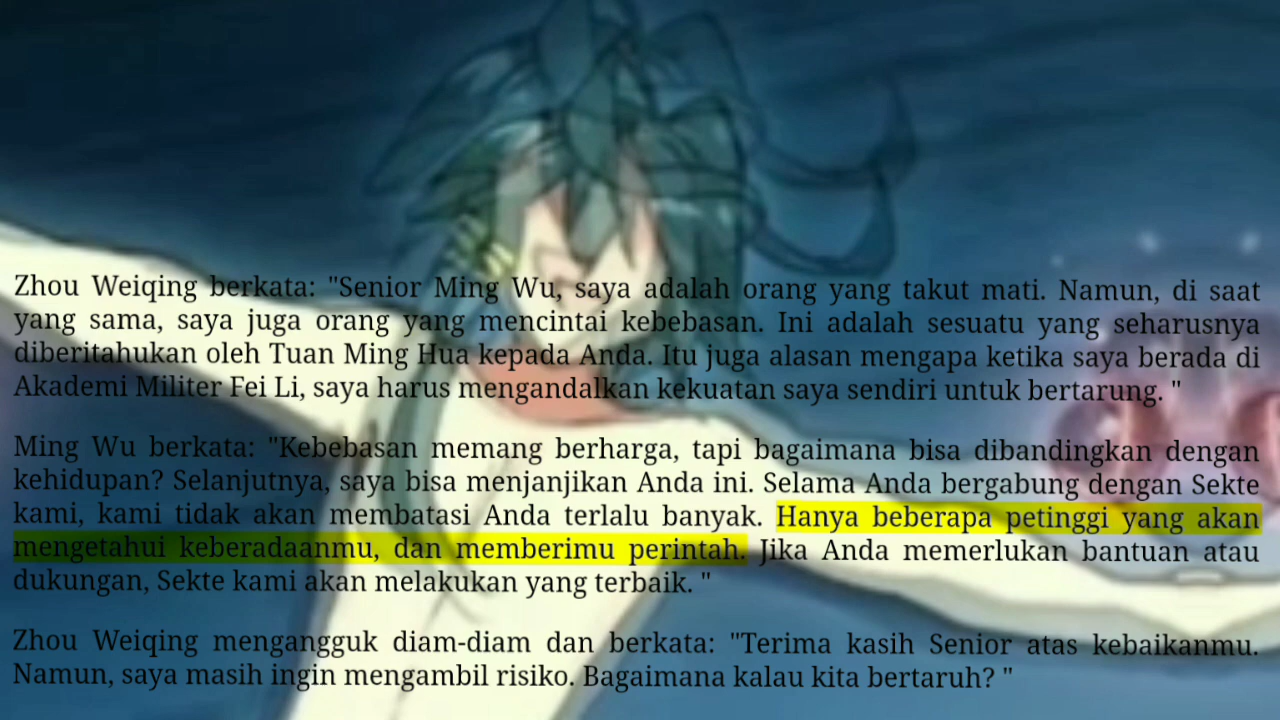 Zhou Weiqing berkata: "Senior Ming Wu, saya adalah orang yang takut mati. Namun, di saat
yang sama, saya juga orang yang mencintai kebebasan. Ini adalah sesuatu yang seharusnya
diberitahukan oleh Tuan Ming Hua kepada Anda. Itu juga alasan mengapa ketika saya berada di
Akademi Militer Fei Li, saya harus mengandalkan kekuatan saya sendiri untuk bertarung. "
Ming Wu berkata: "Kebebasan memang berharga, tapi bagaimana bisa dibandingkan dengan
kehidupan? Selanjutnya, saya bisa menjanjikan Anda ini. Selama Anda bergabung dengan Sekte
kami, kami tidak akan membatasi Anda terlalu banyak. Hanya beberapa petinggi yang akan
mengetahui keberadaanmu, dan memberimu perintah. Jika Anda memerlukan bantuan atau
dukungan, Sekte kami akan melakukan yang terbaik. "
Zhou Weiqing mengangguk diam-diam dan berkata: "Terima kasih Senior atas kebaikanmu.
Namun, saya masih ingin mengambil risiko. Bagaimana kalau kita bertaruh? "